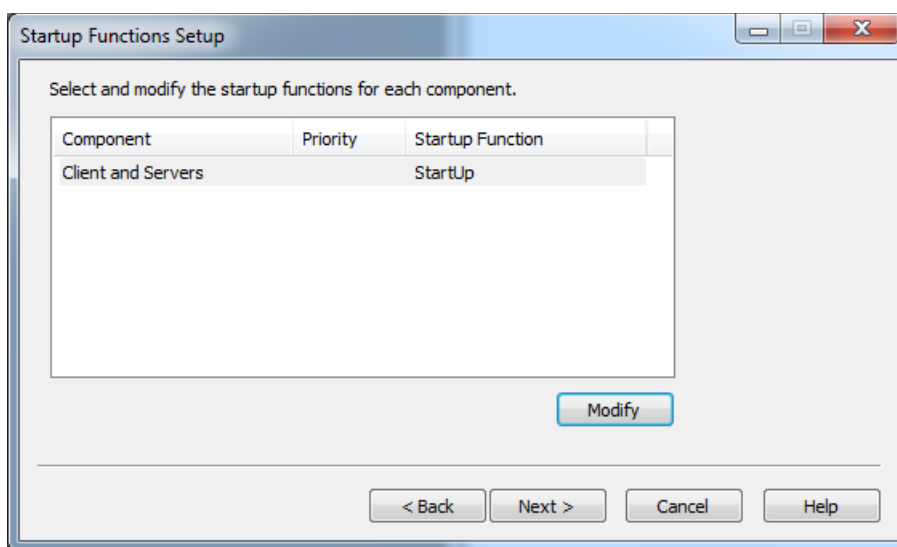 Startup Functions Setup
Select and modify the startup functions for each component.
Component Priority Startup Function
Client and Servers StartUp
Modify
< Back Next > Cancel Help